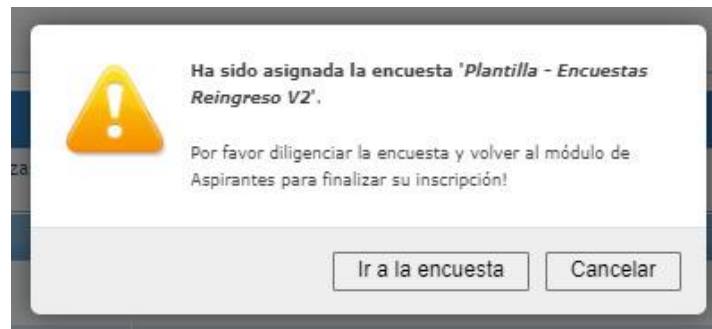 Ha sido asignada la encuesta 'Plantilla - Encuestas
Reingreso V2'.
Por favor diligenciar la encuesta y volver al módulo de
Aspirantes para finalizar su inscripción!
Ir a la encuesta
Cancelar